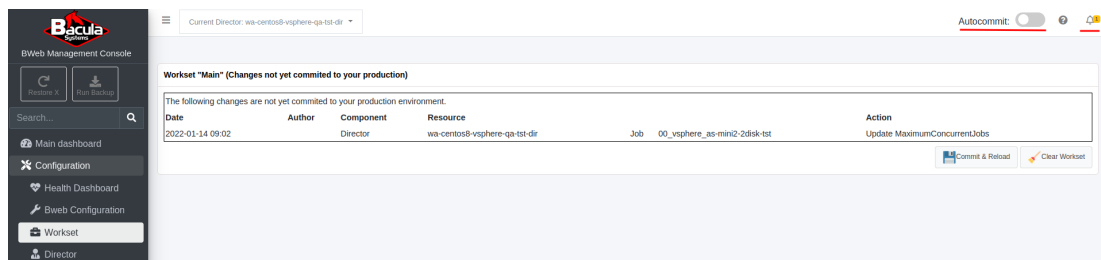 Bacula
Systems
BWeb Management Console
Restore X
Run Backup
Search...
Main dashboard
Configuration
Health Dashboard
Bweb Configuration
Workset
Director
Current Director: wa-centos8-vsphere-qa-tst-dir
Autocommit:
1
Workset "Main" (Changes not yet commited to your production)
The following changes are not yet commited to your production environment.
Date Author Component Resource Action
2022-01-14 09:02 Director wa-centos8-vsphere-qa-tst-dir Job 00_vsphere_as-mini2-2disk-tst Update MaximumConcurrentJobs
Commit & Reload Clear Workset